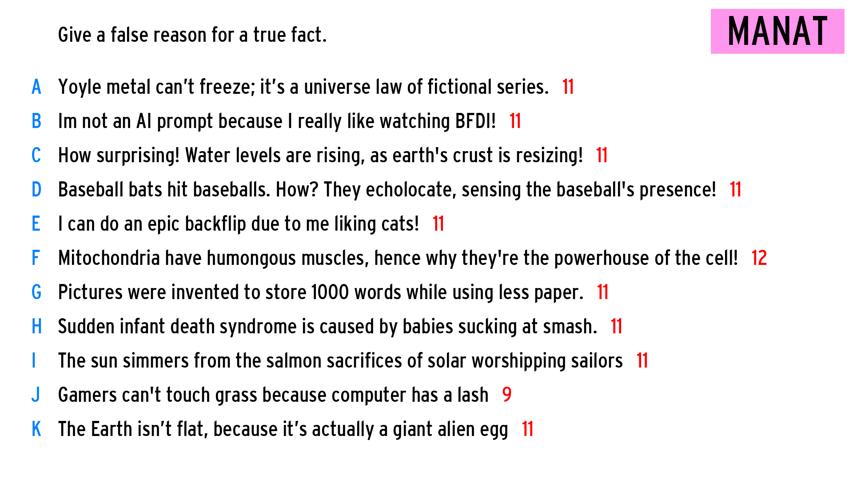 Give a false reason for a true fact.
MANAT
A Yoyle metal can’t freeze; it’s a universe law of fictional series. 11
B Im not an AI prompt because I really like watching BFDI! 11
C How surprising! Water levels are rising, as earth's crust is resizing! 11
D Baseball bats hit baseballs. How? They echolocate, sensing the baseball's presence! 11
E I can do an epic backflip due to me liking cats! 11
F Mitochondria have humongous muscles, hence why they're the powerhouse of the cell! 12
G Pictures were invented to store 1000 words while using less paper. 11
H Sudden infant death syndrome is caused by babies sucking at smash. 11
I The sun simmers from the salmon sacrifices of solar worshipping sailors 11
J Gamers can't touch grass because computer has a lash 9
K The Earth isn’t flat, because it’s actually a giant alien egg 11